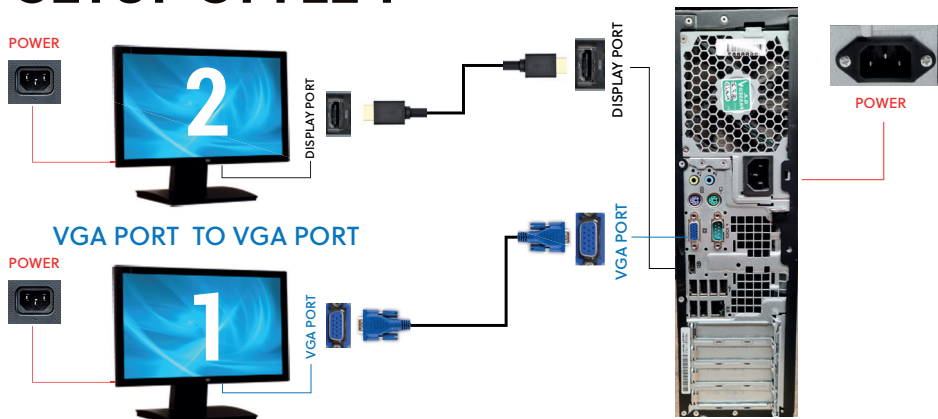 POWER
2
DISPLAY PORT
DISPLAY PORT
POWER
VGA PORT TO VGA PORT
POWER
1
VGA PORT
VGA PORT